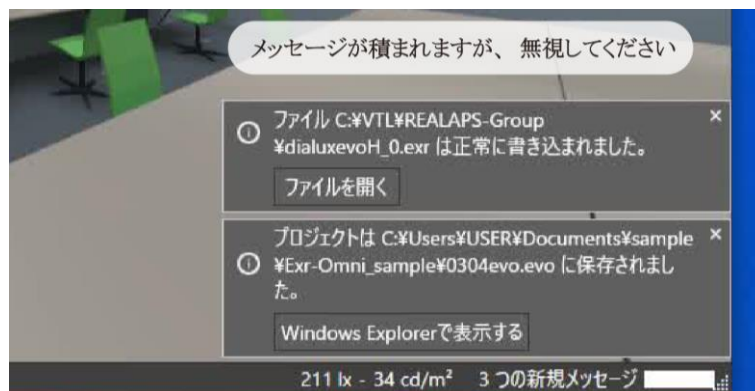 メッセージが積まれますが、無視してください
ファイル C:¥VTL¥REALAPS-Group
¥dialuxevoH_0.exr は正常に書き込まれました。
ファイルを開く
プロジェクトは C:¥Users¥USER¥Documents¥sample
¥Exr-Omni_sample¥0304evo.evo に保存されまし
た。
Windows Explorerで表示する
211 lx - 34 cd/m² 3 つの新規メッセージ